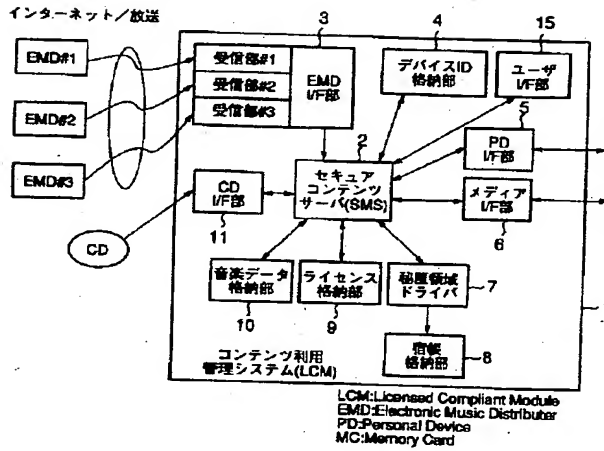 インターネット／放送
EMD#1
EMD#2
EMD#3
CD
3
受信部#1
受信部#2
受信部#3
EMD
I/F部
4
デバイスID
格納部
15
ユーザ
I/F部
5
PD
I/F部
2
セキュア
コンテンツ
サーバ(SMS)
メディア
I/F部
6
CD
I/F部
11
音楽データ
格納部
10
ライセンス
格納部
9
秘匿領域
ドライバ
7
宿帳
格納部
8
コンテンツ利用
管理システム(LCM)
LCM:Licensed Compliant Module
EMD:Electronic Music Distributer
PD:Personal Device
MC:Memory Card